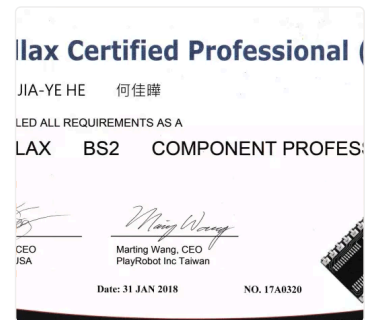 llax Certified Professional (
JIA-YE HE 何佳曄
LED ALL REQUIREMENTS AS A
LAX BS2 COMPONENT PROFES
CEO
USA
Marting Wang, CEO
PlayRobot Inc Taiwan
Date: 31 JAN 2018 NO. 17A0320